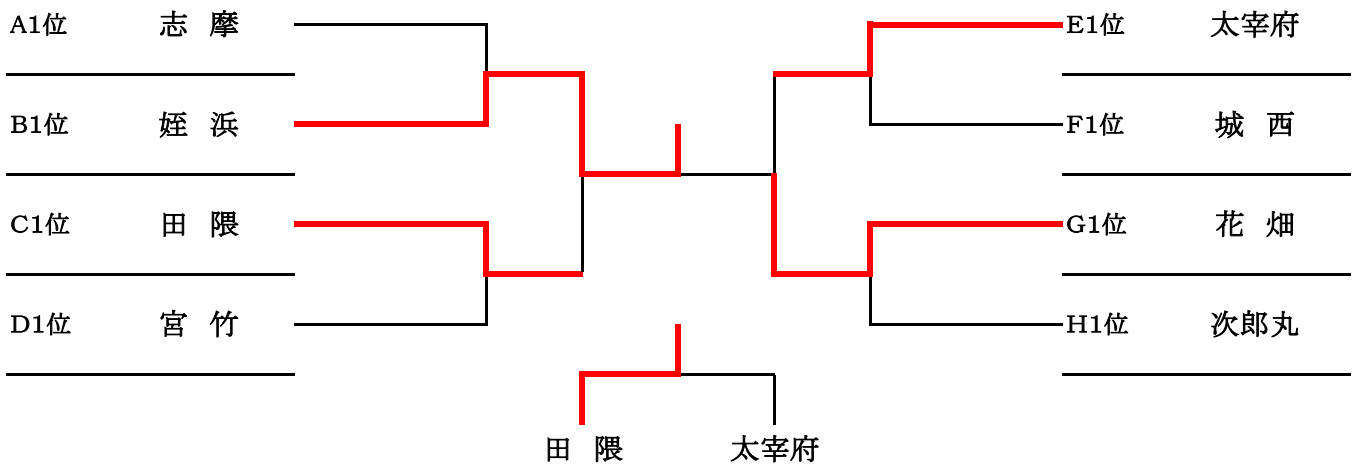 A1位 志 摩
B1位 姪 浜
C1位 田 隈
D1位 宮 竹
E1位 太宰府
F1位 城 西
G1位 花 畑
H1位 次郎丸
田 隈 太宰府